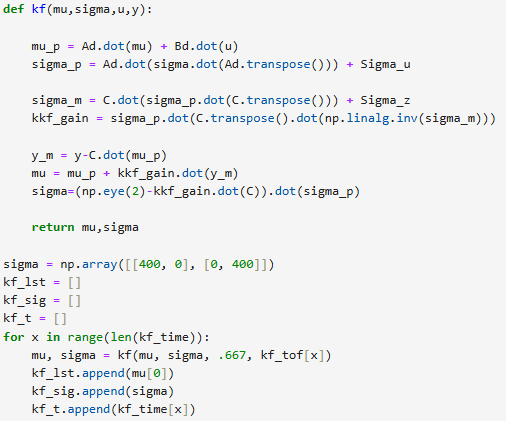 def kf(mu,sigma,u,y):
    mu_p = Ad.dot(mu) + Bd.dot(u)
    sigma_p = Ad.dot(sigma.dot(Ad.transpose())) + Sigma_u
    sigma_m = C.dot(sigma_p.dot(C.transpose())) + Sigma_z
    kkf_gain = sigma_p.dot(C.transpose().dot(np.linalg.inv(sigma_m)))
    y_m = y-C.dot(mu_p)
    mu = mu_p + kkf_gain.dot(y_m)
    sigma=(np.eye(2)-kkf_gain.dot(C)).dot(sigma_p)
    return mu,sigma
sigma = np.array([[400, 0], [0, 400]])
kf_lst = []
kf_sig = []
kf_t = []
for x in range(len(kf_time)):
    mu, sigma = kf(mu, sigma, .667, kf_tof[x])
    kf_lst.append(mu[0])
    kf_sig.append(sigma)
    kf_t.append(kf_time[x])